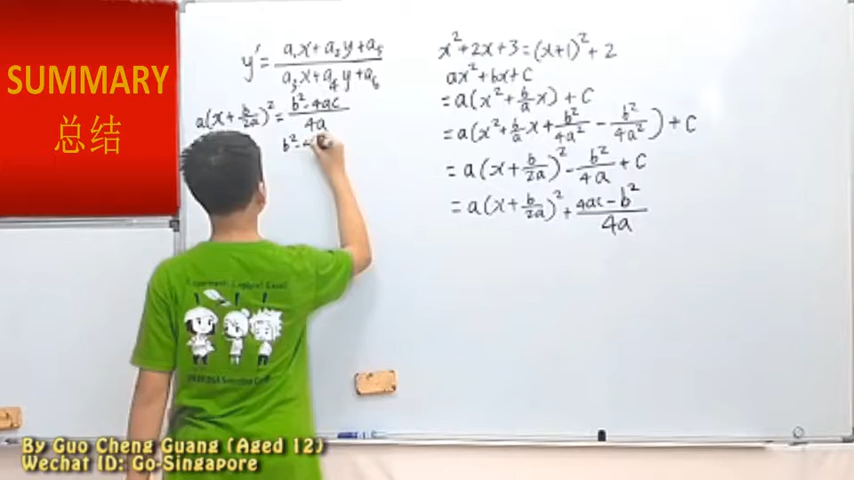 SUMMARY
总结
y' = (a₁x + a₂y + a₅) / (a₃x + a₄y + a₆)
a(x + b/2a)² = (b² - 4ac) / 4a
b² -
x² + 2x + 3 = (x+1)² + 2
ax² + bx + c
= a(x² + b/a x) + c
= a(x² + b/a x + b²/4a² - b²/4a²) + c
= a(x + b/2a)² - b²/4a + c
= a(x + b/2a)² + (4ac - b²) / 4a
By Guo Cheng Guang (Aged 12)
Wechat ID: Go-Singapore